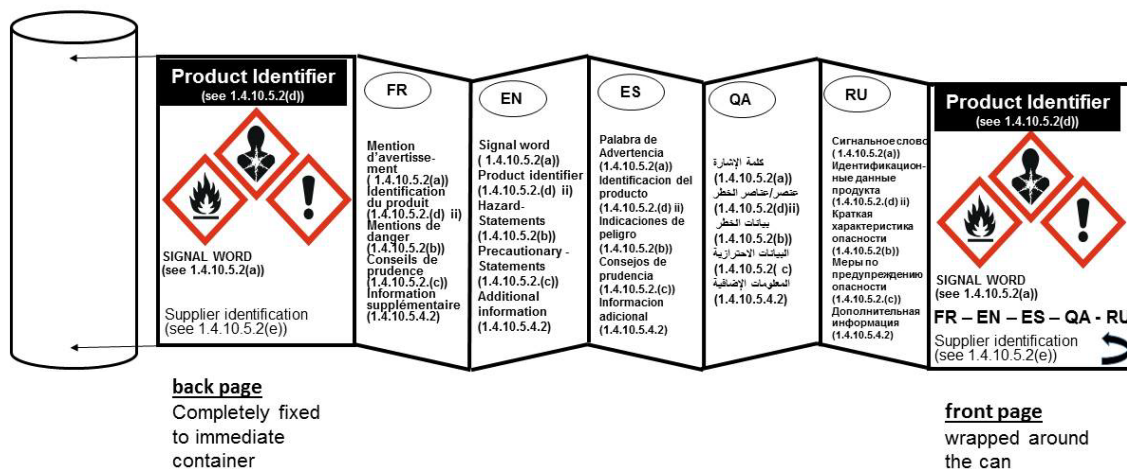 Product Identifier
(see 1.4.10.5.2(d))
SIGNAL WORD
(see 1.4.10.5.2(a))
Supplier identification
(see 1.4.10.5.2(e))
FR
Mention
d'avertisse-
ment
( 1.4.10.5.2(a))
Identification
du produit
(1.4.10.5.2.(d) ii)
Mentions de
danger
(1.4.10.5.2(b))
Conseils de
prudence
(1.4.10.5.2.(c))
Information
supplémentaire
(1.4.10.5.4.2)
EN
Signal word
( 1.4.10.5.2(a))
Product identifier
(1.4.10.5.2.(d) ii)
Hazard-
Statements
(1.4.10.5.2(b))
Precautionary -
Statements
(1.4.10.5.2.(c))
Additional
information
(1.4.10.5.4.2)
ES
Palabra de
Advertencia
(1.4.10.5.2(a))
Identificacion del
producto
(1.4.10.5.2.(d) ii)
Indicaciones de
peligro
(1.4.10.5.2(b))
Consejos de
prudencia
(1.4.10.5.2.(c))
Informacion
adicional
(1.4.10.5.4.2)
QA
كلمة الإشارة
(1.4.10.5.2(a))
عنصر/عناصر الخطر
(1.4.10.5.2(d)ii)
بيانات الخطر
(1.4.10.5.2(b))
البيانات الاحترازية
(1.4.10.5.2( c)
المعلومات الإضافية
(1.4.10.5.4.2)
RU
Сигнальное слово
( 1.4.10.5.2(a))
Идентификацион-
ные данные
продукта
(1.4.10.5.2.(d) ii)
Краткая
характеристика
опасности
(1.4.10.5.2(b))
Меры по
предупреждению
опасности
(1.4.10.5.2.(c))
Дополнительная
информация
(1.4.10.5.4.2)
Product Identifier
(see 1.4.10.5.2(d))
SIGNAL WORD
(see 1.4.10.5.2(a))
FR – EN – ES – QA - RU
Supplier identification
(see 1.4.10.5.2(e))
back page
Completely fixed
to immediate
container
front page
wrapped around
the can